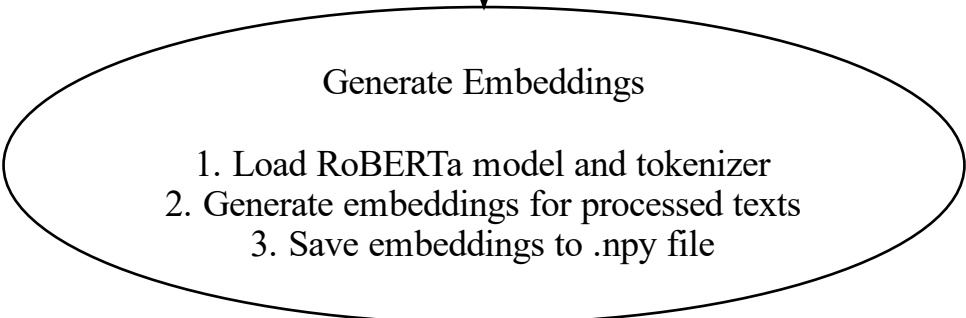 Generate Embeddings
1. Load RoBERTa model and tokenizer
2. Generate embeddings for processed texts
3. Save embeddings to .npy file